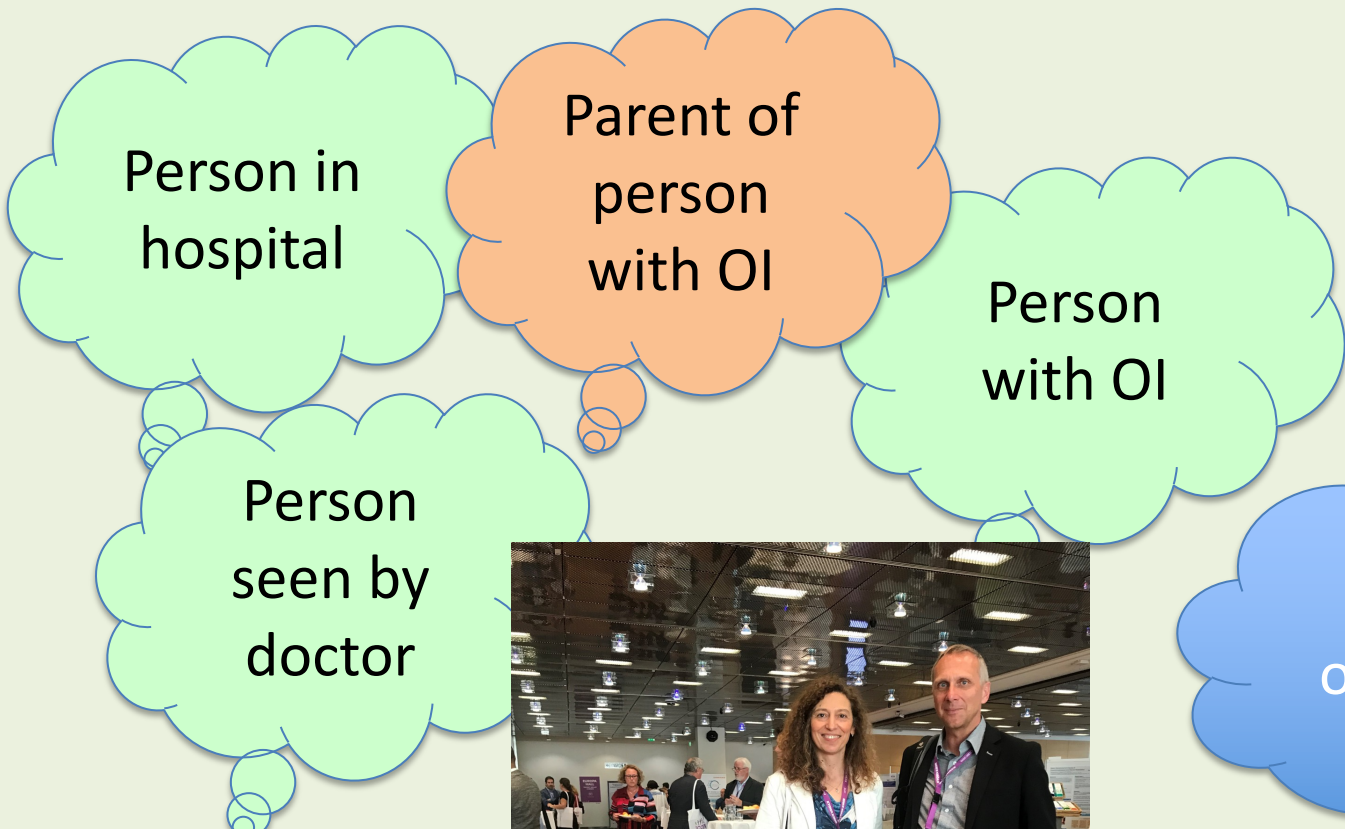 Person in
hospital
Parent of
person
with OI
Person
with OI
Person
seen by
doctor